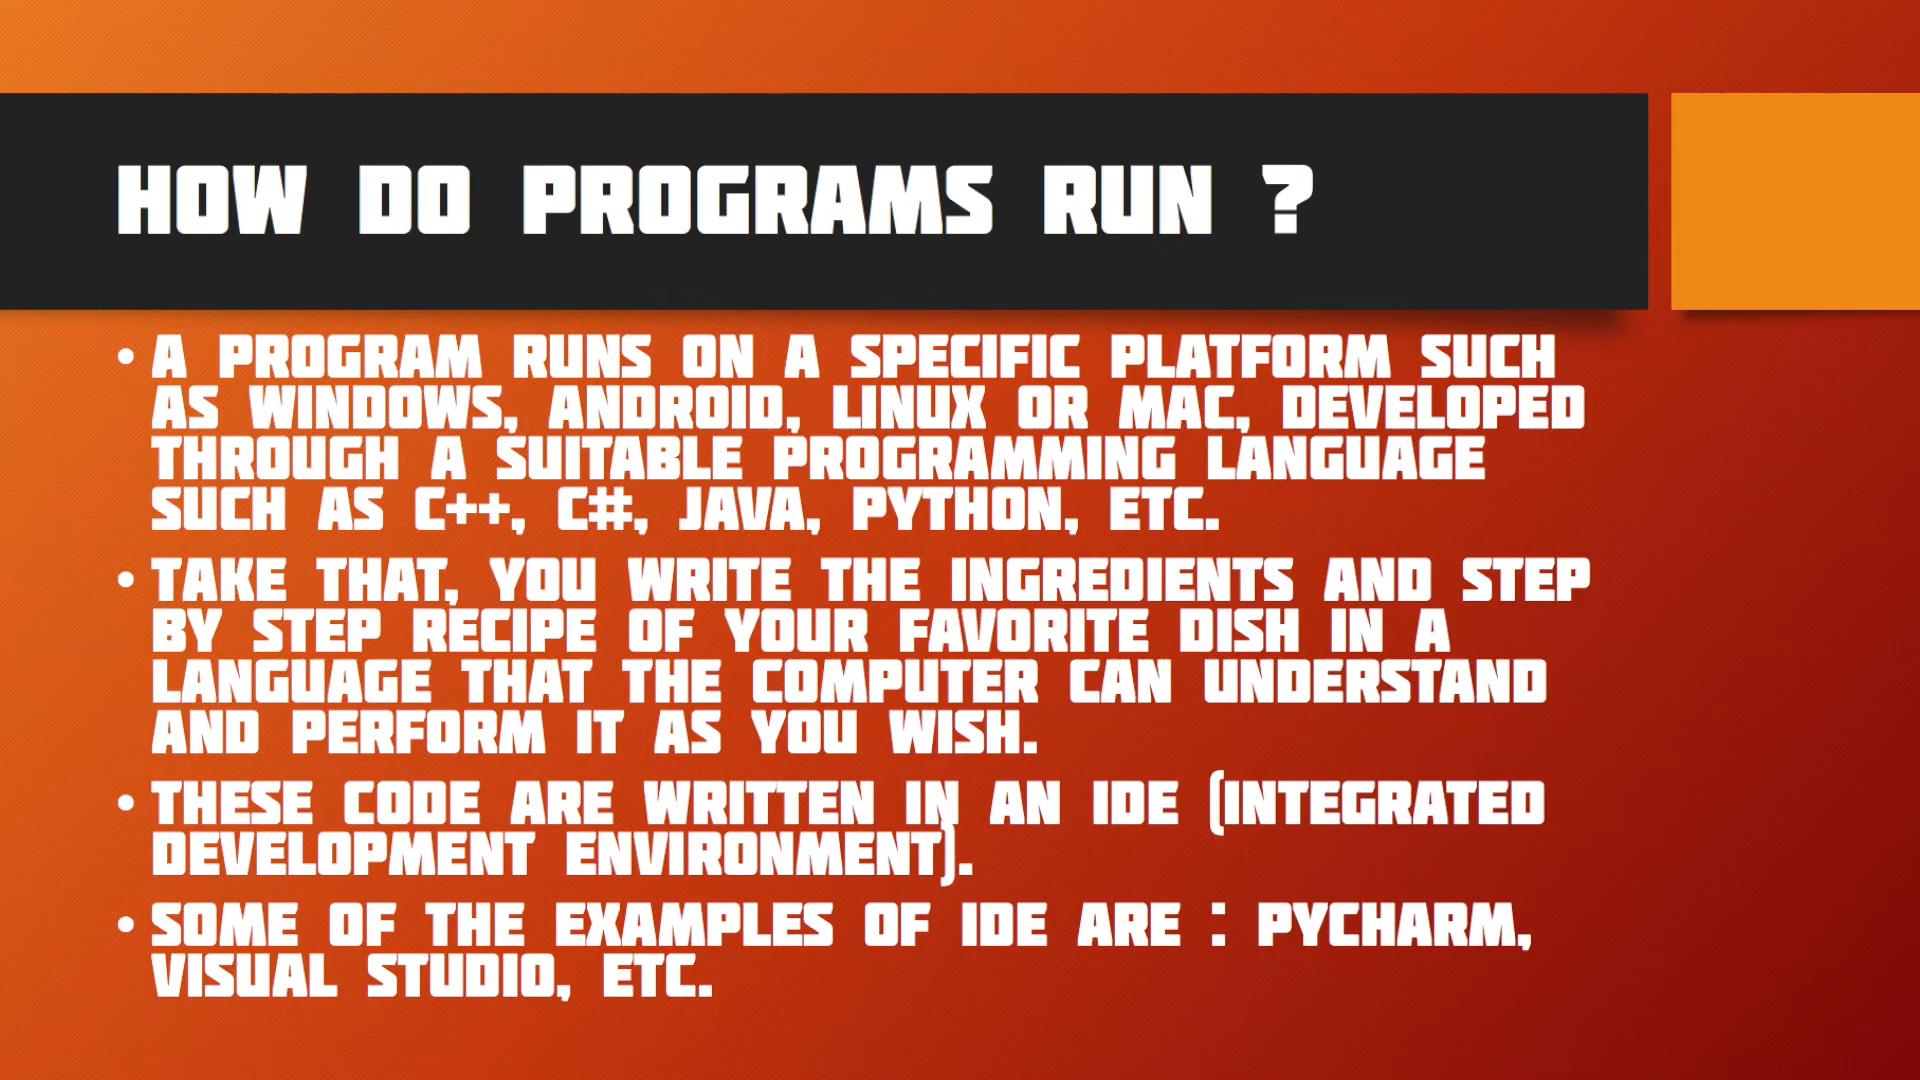 HOW DO PROGRAMS RUN ?
• A PROGRAM RUNS ON A SPECIFIC PLATFORM SUCH
AS WINDOWS, ANDROID, LINUX OR MAC, DEVELOPED
THROUGH A SUITABLE PROGRAMMING LANGUAGE
SUCH AS C++, C#, JAVA, PYTHON, ETC.
• TAKE THAT, YOU WRITE THE INGREDIENTS AND STEP
BY STEP RECIPE OF YOUR FAVORITE DISH IN A
LANGUAGE THAT THE COMPUTER CAN UNDERSTAND
AND PERFORM IT AS YOU WISH.
• THESE CODE ARE WRITTEN IN AN IDE (INTEGRATED
DEVELOPMENT ENVIRONMENT).
• SOME OF THE EXAMPLES OF IDE ARE : PYCHARM,
VISUAL STUDIO, ETC.